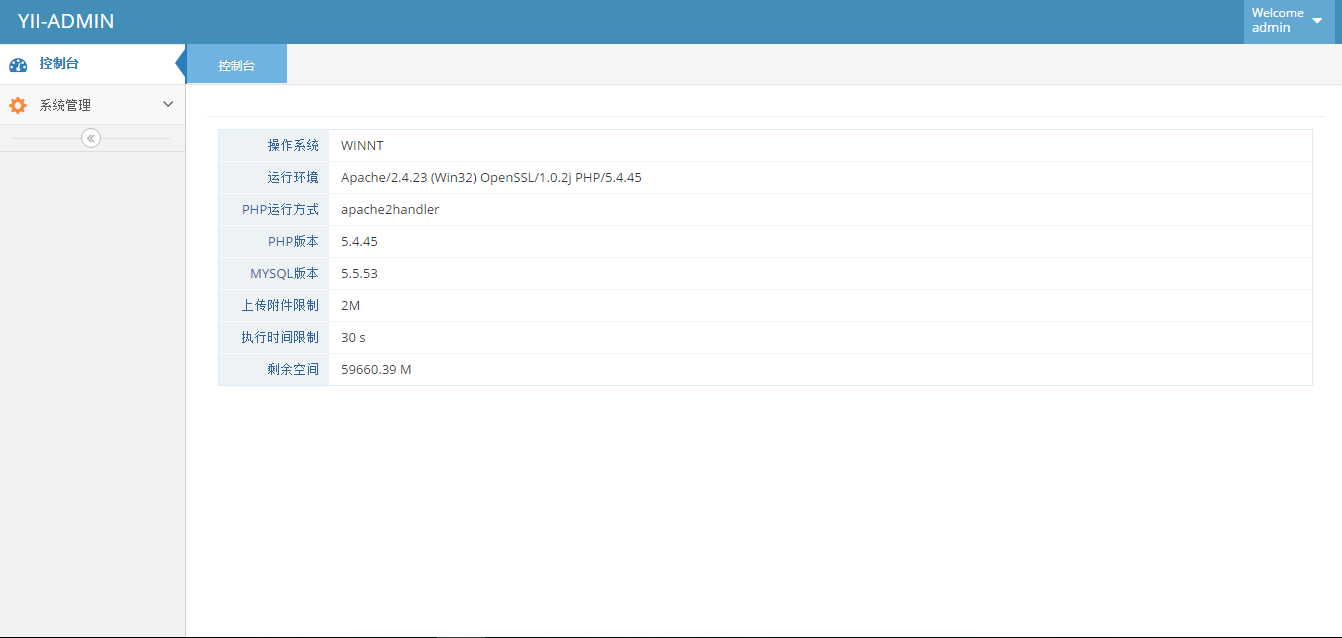 YII-ADMIN
Welcome
admin
控制台
系统管理
控制台
操作系统 WINNT
运行环境 Apache/2.4.23 (Win32) OpenSSL/1.0.2j PHP/5.4.45
PHP运行方式 apache2handler
PHP版本 5.4.45
MYSQL版本 5.5.53
上传附件限制 2M
执行时间限制 30 s
剩余空间 59660.39 M